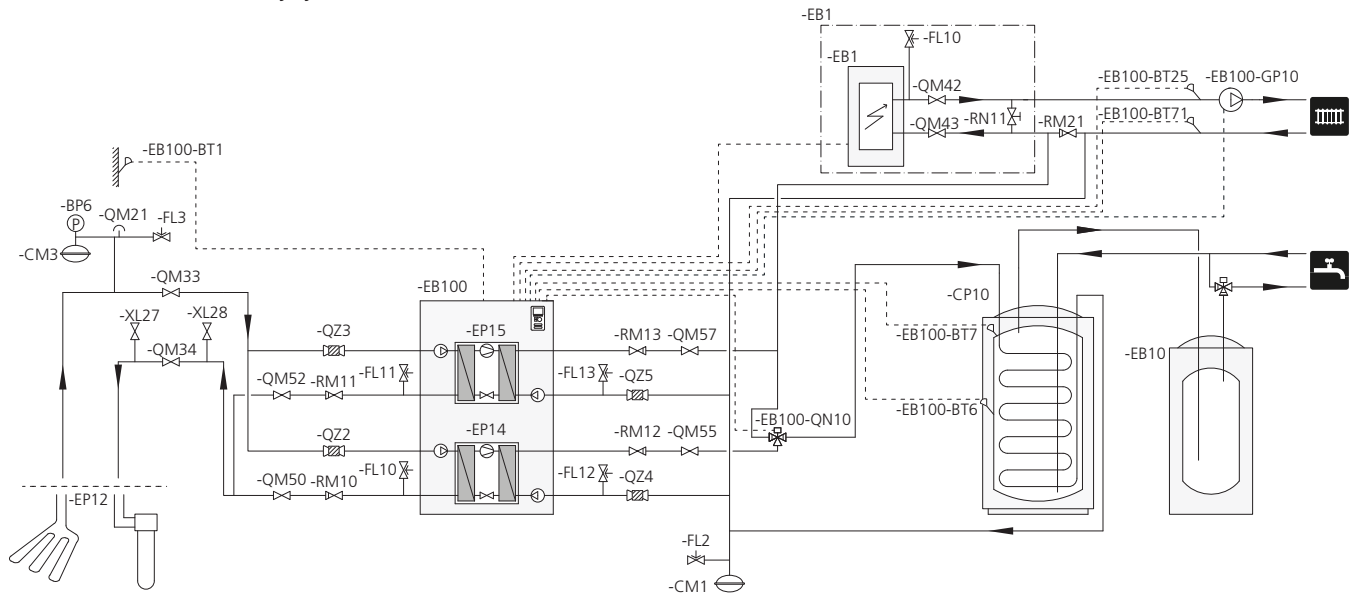 -EB1
-FL10
-EB1
-QM42
-EB100-BT25
-EB100-GP10
-QM43
-RN11
-RM21
-EB100-BT71
-EB100-BT1
-BP6
P
-QM21
-FL3
-CM3
-QM33
-EB100
-CP10
-XL27
-XL28
-QZ3
-EP15
-RM13
-QM57
-EB100-BT7
-EB10
-QM34
-QM52
-RM11
-FL11
-FL13
-QZ5
-EB100-BT6
-EB100-QN10
-QZ2
-EP14
-RM12
-QM55
-QM50
-RM10
-FL10
-FL12
-QZ4
-EP12
-FL2
-CM1